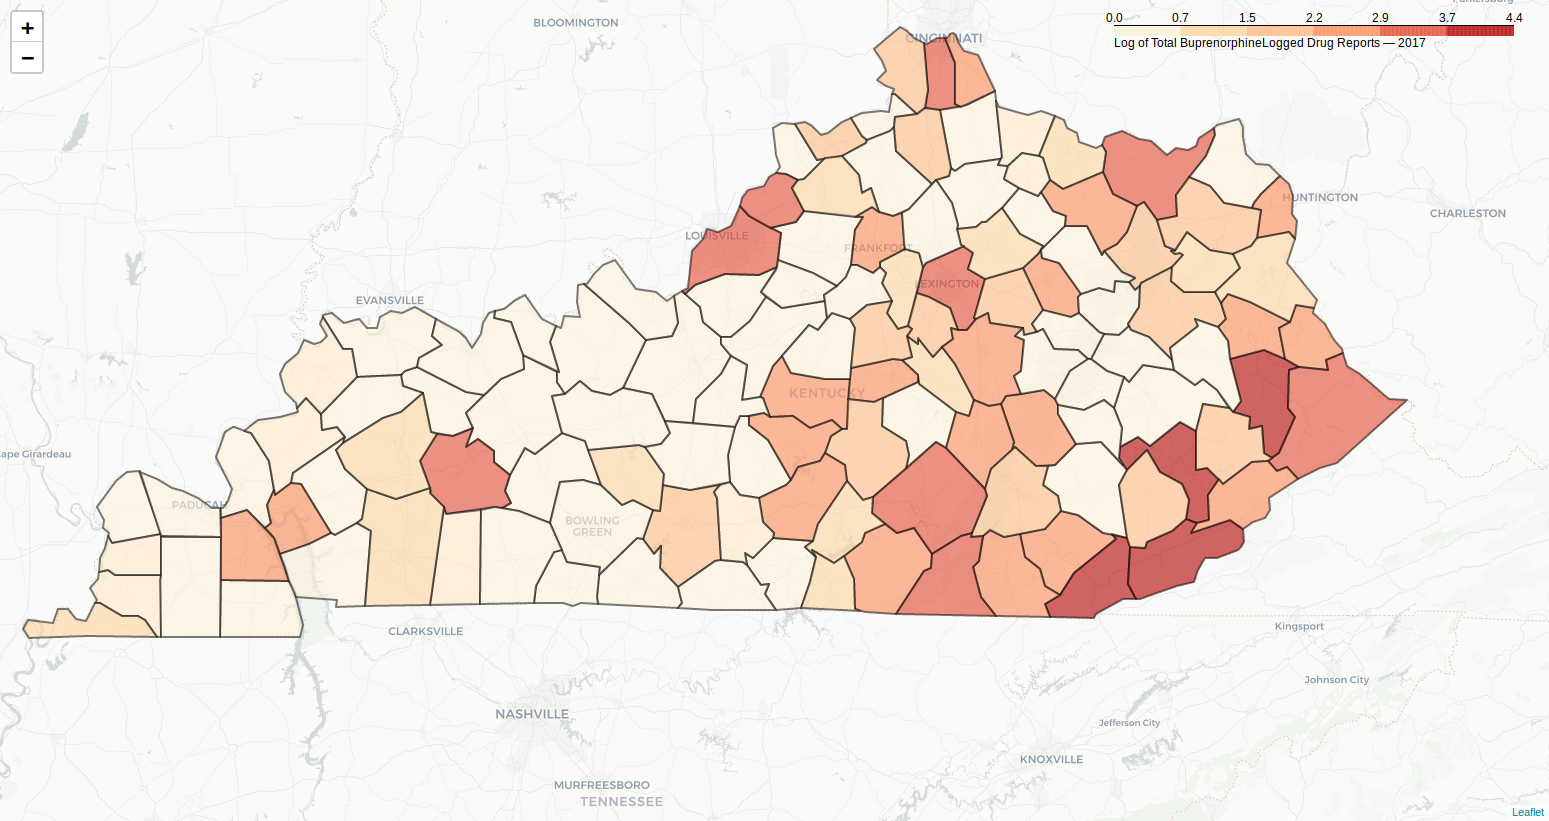 +
−
BLOOMINGTON
CINCINNATI
0.0 0.7 1.5 2.2 2.9 3.7 4.4
Log of Total BuprenorphineLogged Drug Reports — 2017
HUNTINGTON
CHARLESTON
LOUISVILLE
FRANKFORT
LEXINGTON
EVANSVILLE
KENTUCKY
Cape Girardeau
PADUCAH
BOWLING
GREEN
CLARKSVILLE
Kingsport
Johnson City
NASHVILLE
Jefferson City
KNOXVILLE
MURFREESBORO
TENNESSEE
Leaflet